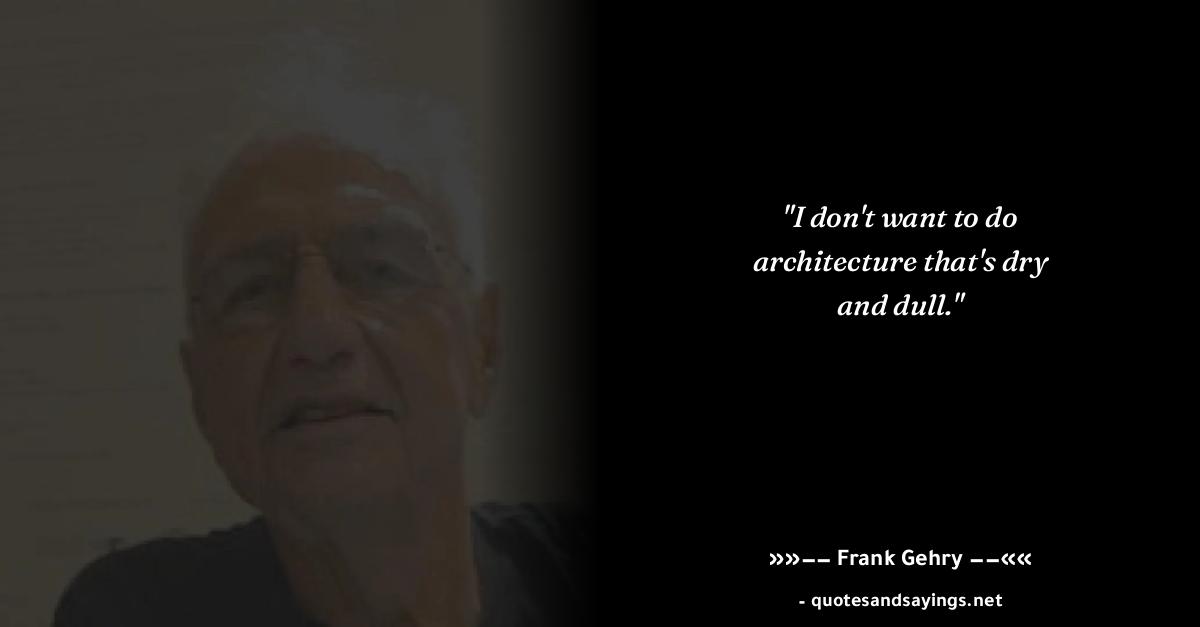 "I don't want to do
architecture that's dry
and dull."
»»−− Frank Gehry −−««
- quotesandsayings.net